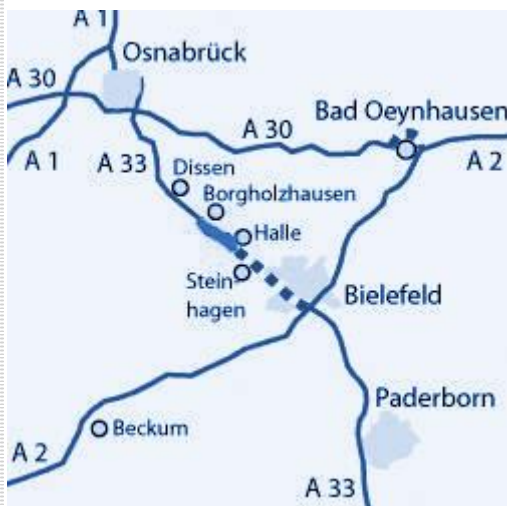 A 1
Osnabrück
A 30
Bad Oeynhausen
A 30
A 1
A 33
A 2
Dissen
Borgholzhausen
Halle
Stein
hagen
Bielefeld
Paderborn
Beckum
A 2
A 33